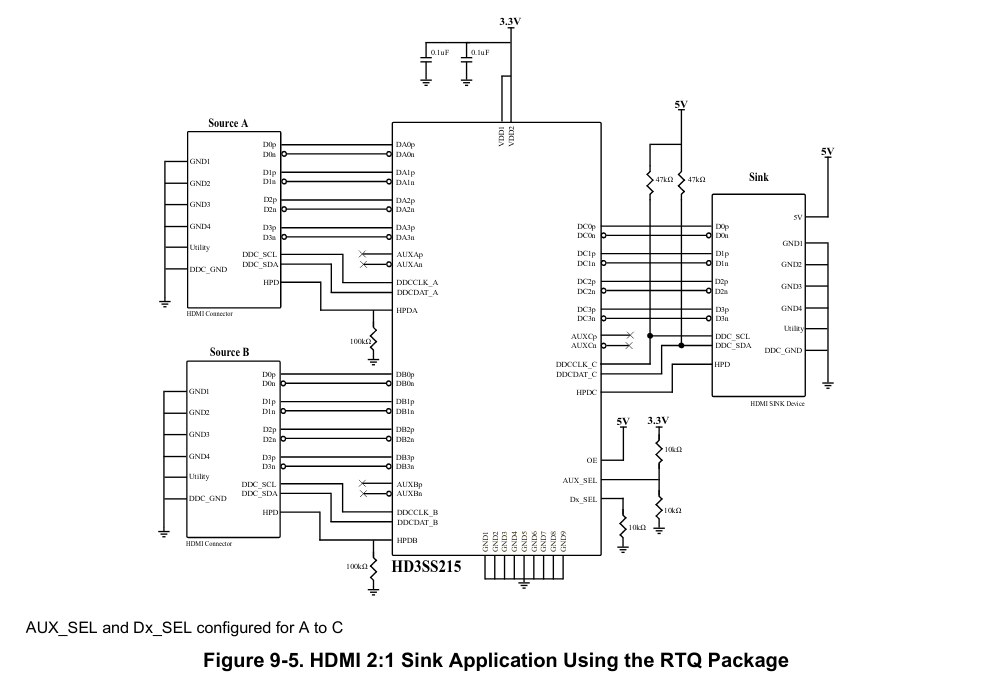 3.3V
0.1uF 0.1uF
5V
VDD1 VDD2
Source A
D0p DA0p
D0n DA0n
GND1
D1p DA1p
D1n DA1n
GND2
D2p DA2p
D2n DA2n
GND3
D3p DA3p
D3n DA3n
GND4
Utility
DDC_SCL AUXAp
DDC_SDA AUXAn
DDC_GND
HPD DDCCLK_A
DDCDAT_A
HPDA
HDMI Connector
100kΩ
47kΩ 47kΩ
5V
Sink
5V
DC0p D0p
DC0n D0n
GND1
DC1p D1p
DC1n D1n
GND2
DC2p D2p
DC2n D2n
GND3
DC3p D3p
DC3n D3n
GND4
Utility
AUXCp DDC_SCL
AUXCn DDC_SDA
DDC_GND
DDCCLK_C HPD
DDCDAT_C
HPDC
HDMI SINK Device
Source B
D0p DB0p
D0n DB0n
GND1
D1p DB1p
D1n DB1n
GND2
D2p DB2p
D2n DB2n
GND3
D3p DB3p
D3n DB3n
GND4
Utility
DDC_SCL AUXBp
DDC_SDA AUXBn
DDC_GND
HPD DDCCLK_B
DDCDAT_B
HPDB
HDMI Connector
100kΩ
5V 3.3V
10kΩ
OE
AUX_SEL
Dx_SEL
10kΩ
10kΩ
GND1 GND2 GND3 GND4 GND5 GND6 GND7 GND8 GND9
HD3SS215
AUX_SEL and Dx_SEL configured for A to C
Figure 9-5. HDMI 2:1 Sink Application Using the RTQ Package